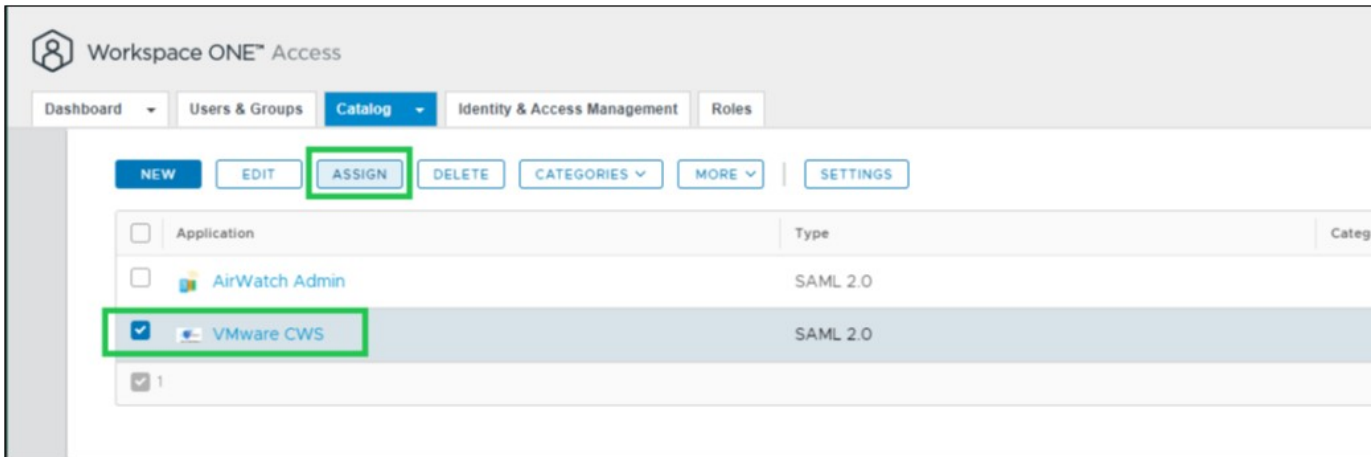 Workspace ONE™ Access
Dashboard Users & Groups Catalog Identity & Access Management Roles
NEW EDIT ASSIGN DELETE CATEGORIES MORE SETTINGS
Application Type Categ
AirWatch Admin SAML 2.0
VMware CWS SAML 2.0
1